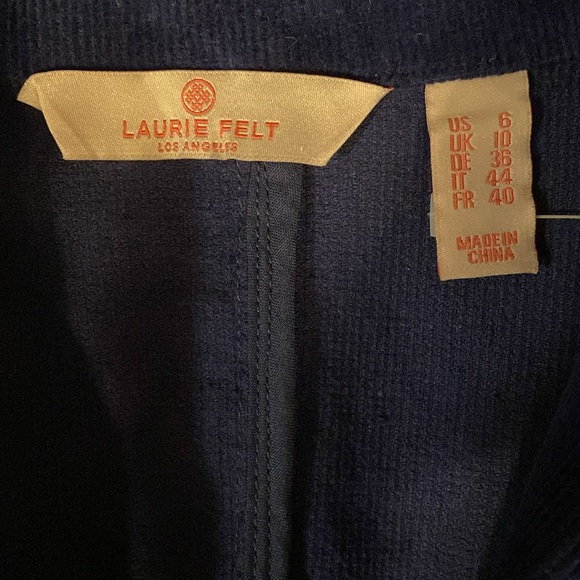 LAURIE FELT
LOS ANGELES
US 6
UK 10
DE 36
IT 44
FR 40
MADE IN
CHINA